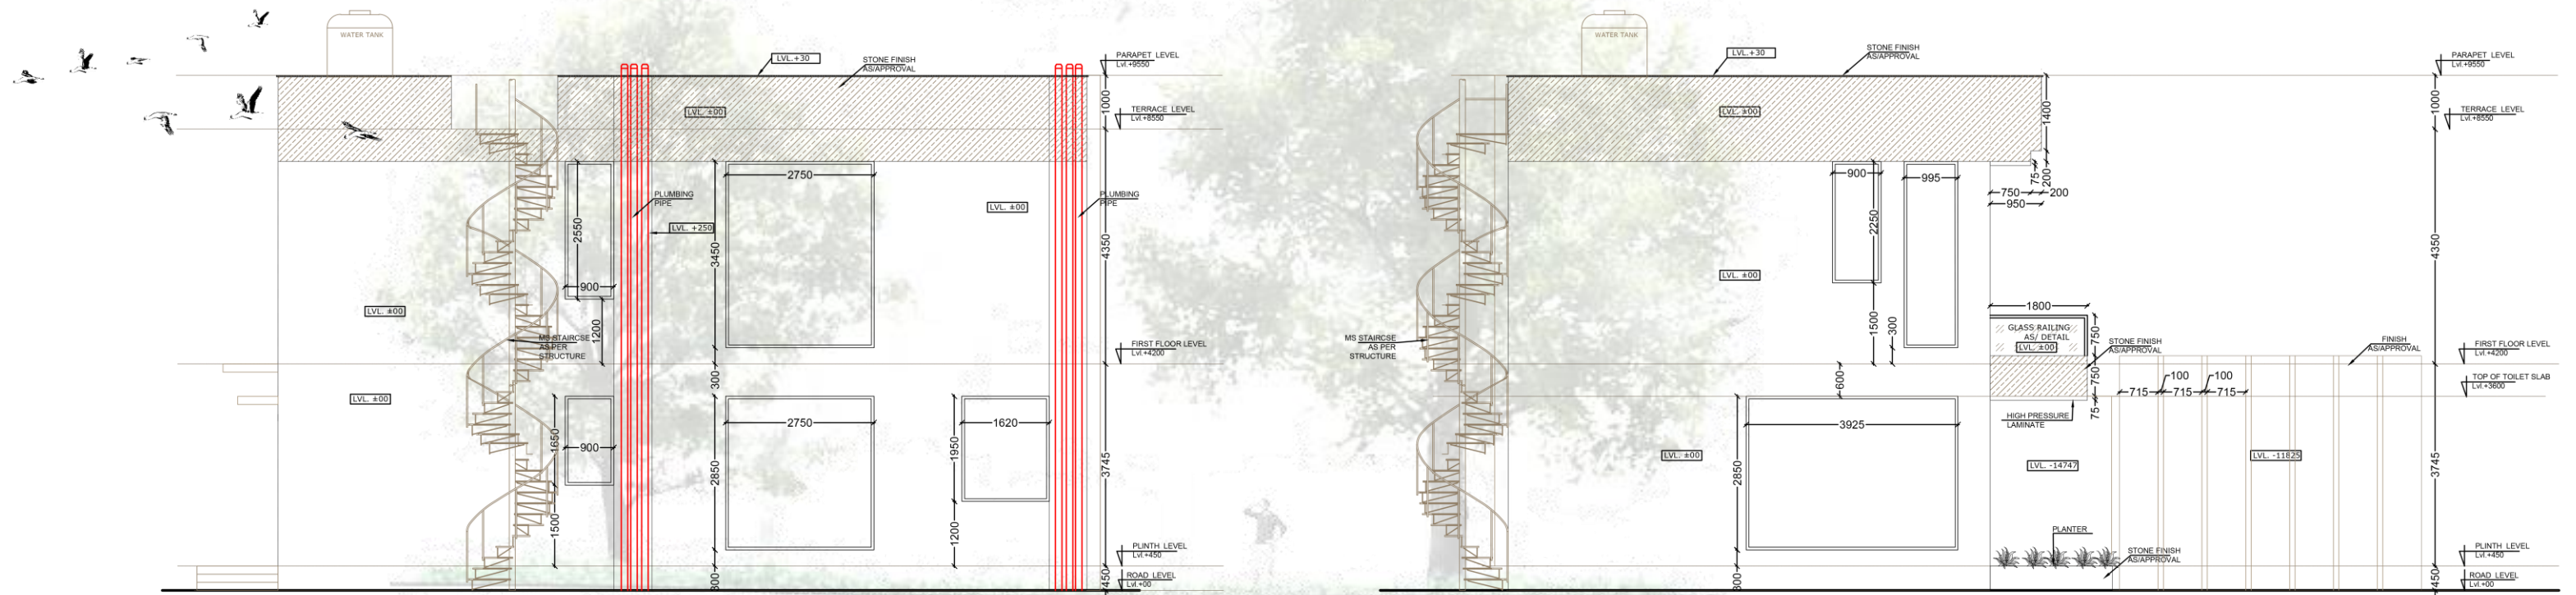 WATER TANK
LVL.+30
STONE FINISH
AS/APPROVAL
PARAPET LEVEL
Lvl.+9550
LVL. ±00
1000
TERRACE LEVEL
Lvl.+8550
2750
2550
PLUMBING
PIPE
PLUMBING
PIPE
LVL. ±00
LVL. +250
3450
4350
900
LVL. ±00
1200
MS STAIRCSE
AS PER
STRUCTURE
FIRST FLOOR LEVEL
Lvl.+4200
300
LVL. ±00
1650
900
2750
1950
1620
2850
3745
1500
1200
PLINTH LEVEL
Lvl.+450
ROAD LEVEL
Lvl.+00
300
450
WATER TANK
LVL.+30
STONE FINISH
AS/APPROVAL
PARAPET LEVEL
Lvl.+9550
LVL. ±00
1400
1000
TERRACE LEVEL
Lvl.+8550
900
995
75
200
750
200
950
2250
4350
LVL. ±00
1800
1500
300
GLASS RAILING
AS/ DETAIL
LVL. ±00
750
MS STAIRCSE
AS PER
STRUCTURE
STONE FINISH
AS/APPROVAL
FINISH
AS/APPROVAL
FIRST FLOOR LEVEL
Lvl.+4200
600
750
100
100
715
715
715
TOP OF TOILET SLAB
Lvl.+3600
75
HIGH PRESSURE
LAMINATE
3925
LVL. ±00
LVL. -14747
LVL. -11825
2850
3745
PLANTER
STONE FINISH
AS/APPROVAL
PLINTH LEVEL
Lvl.+450
300
450
ROAD LEVEL
Lvl.+00